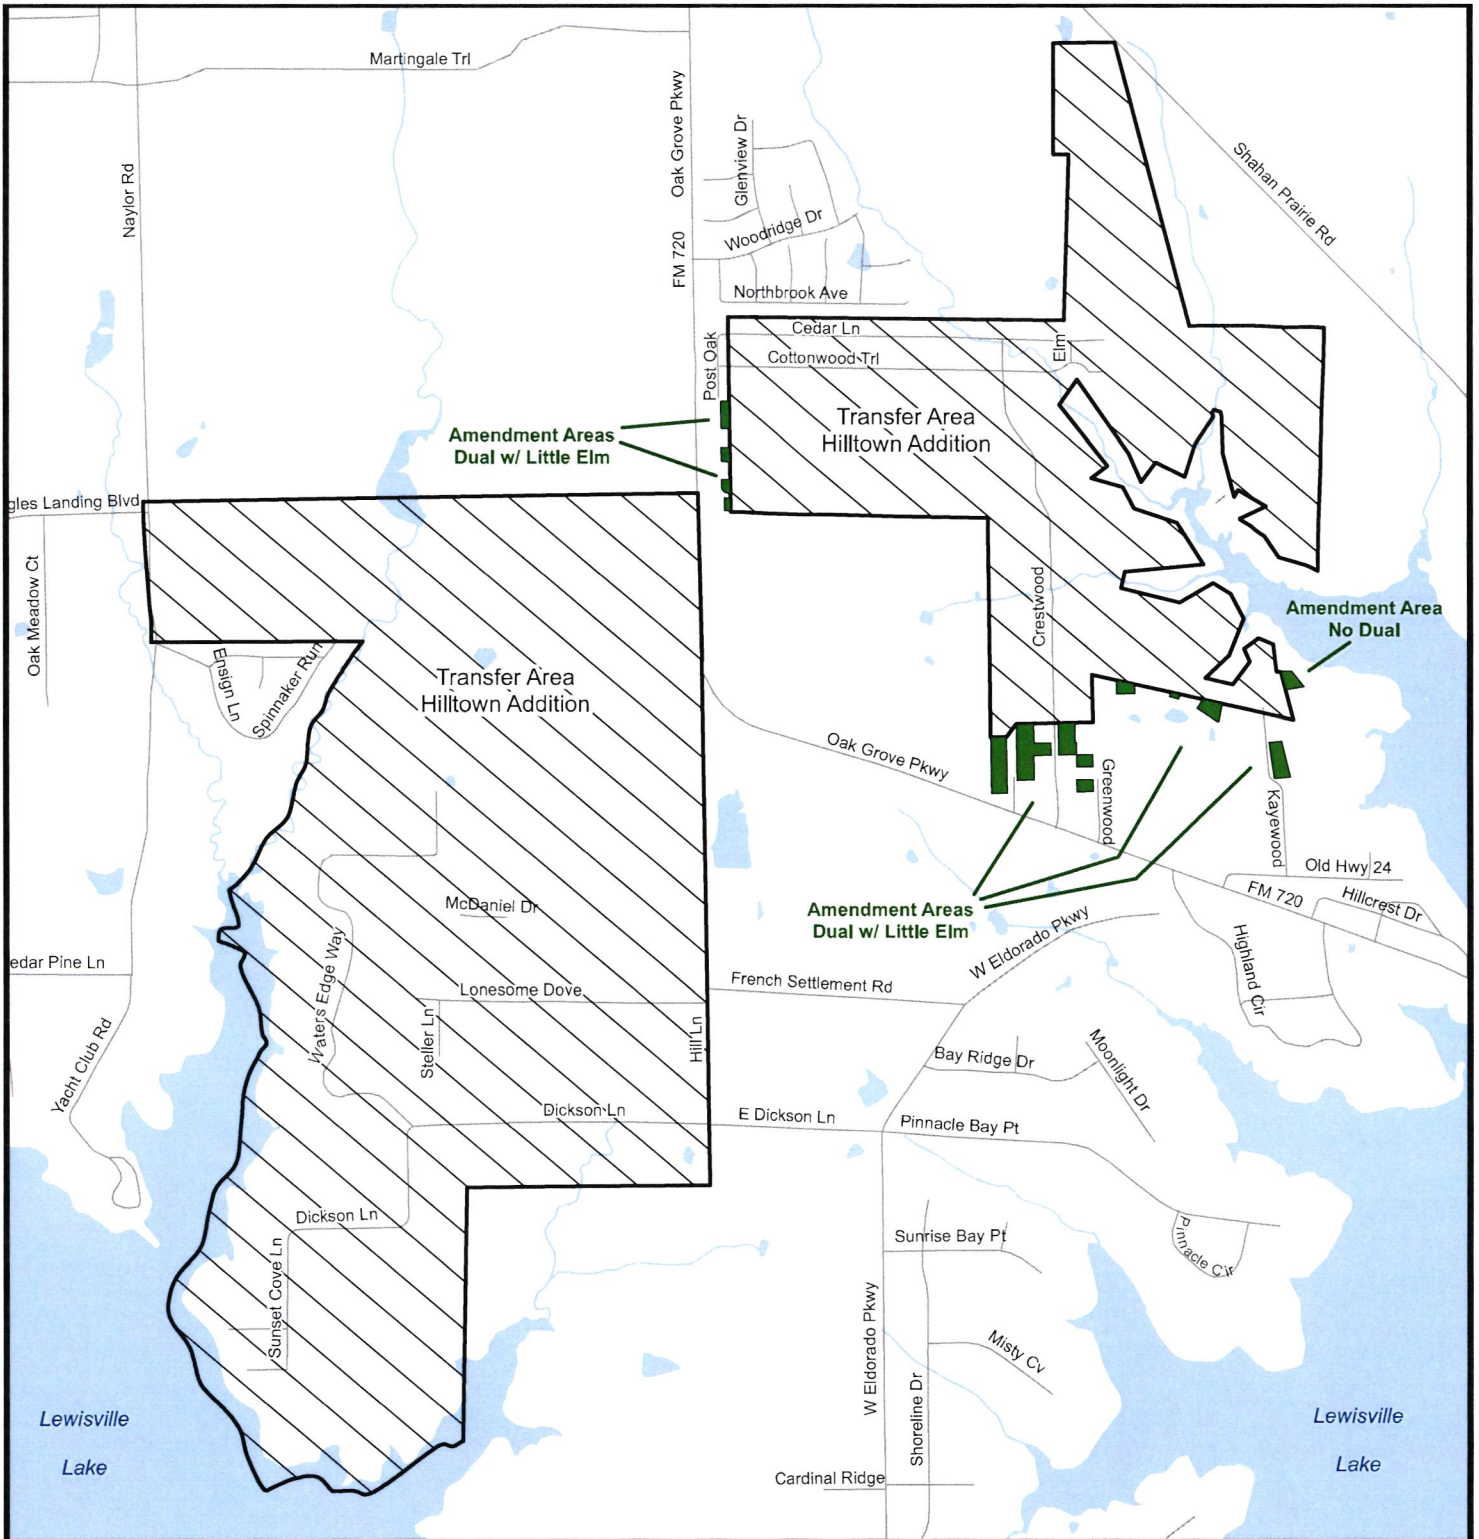 Martingale Trl
Oak Grove Pkwy
Glenview Dr
Shahan Prairie Rd
Naylor Rd
Woodridge Dr
FM 720
Northbrook Ave
Cedar Ln
Elm
Post Oak
Cottonwood Trl
Transfer Area
Hilltown Addition
Amendment Areas
Dual w/ Little Elm
gles Landing Blvd
Oak Meadow Ct
Crestwood
Amendment Area
No Dual
Ensign Ln
Spinnaker Run
Transfer Area
Hilltown Addition
Oak Grove Pkwy
Greenwood
Kayewood
Old Hwy 24
FM 720
Hillcrest Dr
McDaniel Dr
Amendment Areas
Dual w/ Little Elm
W Eldorado Pkwy
Highland Cir
edar Pine Ln
Waters Edge Way
Lonesome Dove
French Settlement Rd
Steller Ln
Hill Ln
Yacht Club Rd
Bay Ridge Dr
Moonlight Dr
Dickson Ln
E Dickson Ln
Pinnacle Bay Pt
Dickson Ln
Sunset Cove Ln
Sunrise Bay Pt
Pinnacle Cir
W Eldorado Pkwy
Misty Cv
Shoreline Dr
Lewisville
Lake
Lewisville
Lake
Cardinal Ridge